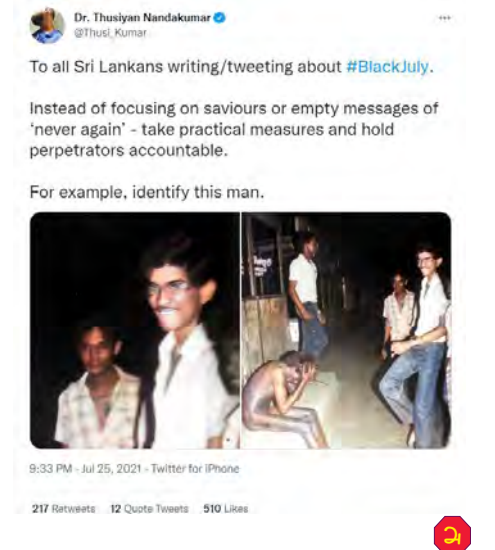 Dr. Thusiyan Nandakumar
@Thusi_Kumar
To all Sri Lankans writing/tweeting about #BlackJuly.
Instead of focusing on saviours or empty messages of
‘never again’ - take practical measures and hold
perpetrators accountable.
For example, identify this man.
9:33 PM - Jul 25, 2021 - Twitter for iPhone
217 Retweets 12 Quote Tweets 510 Likes